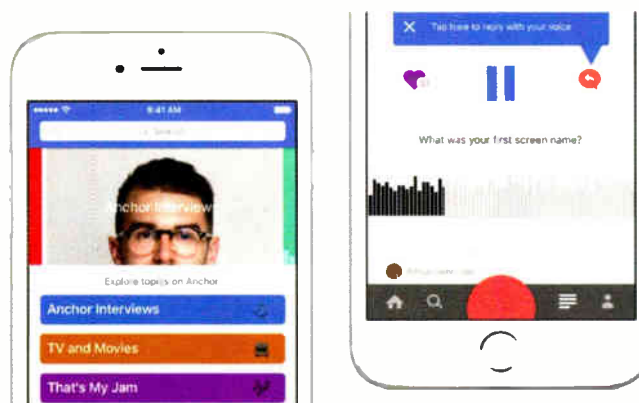 9:41 AM
Search
Anchor Interviews
Explore topics on Anchor
Anchor Interviews
TV and Movies
That's My Jam
Tap here to reply with your voice
What was your first screen name?